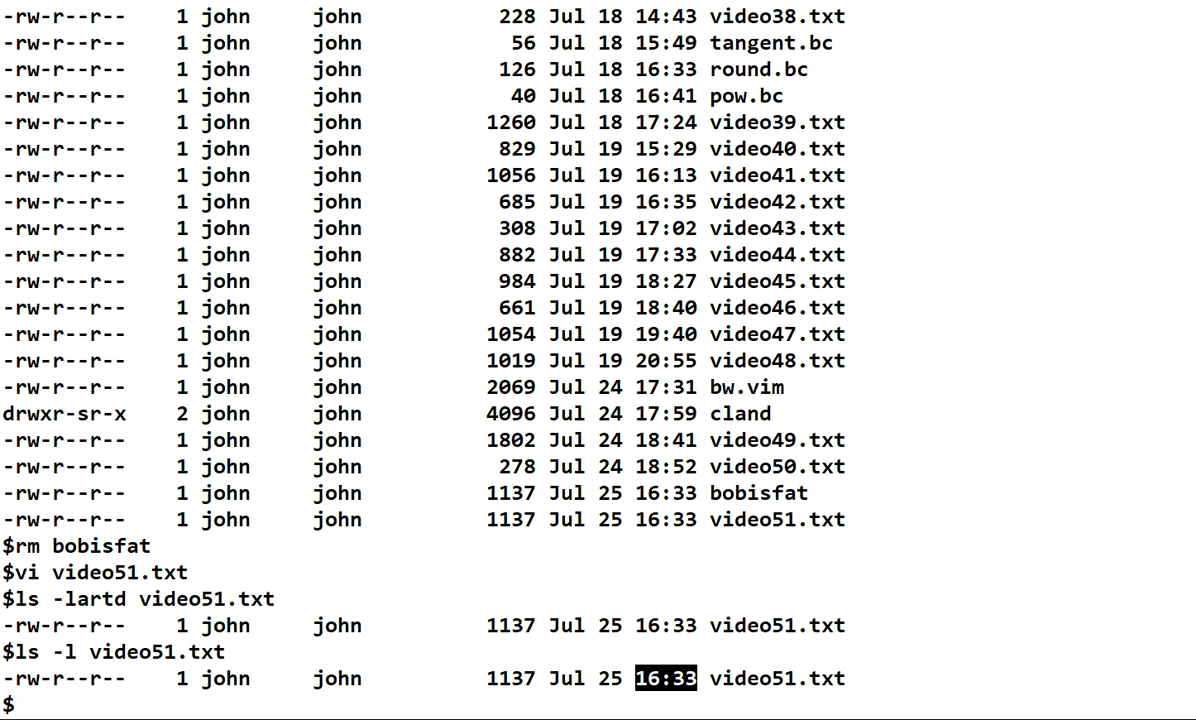 -rw-r--r-- 1 john john 228 Jul 18 14:43 video38.txt
-rw-r--r-- 1 john john 56 Jul 18 15:49 tangent.bc
-rw-r--r-- 1 john john 126 Jul 18 16:33 round.bc
-rw-r--r-- 1 john john 40 Jul 18 16:41 pow.bc
-rw-r--r-- 1 john john 1260 Jul 18 17:24 video39.txt
-rw-r--r-- 1 john john 829 Jul 19 15:29 video40.txt
-rw-r--r-- 1 john john 1056 Jul 19 16:13 video41.txt
-rw-r--r-- 1 john john 685 Jul 19 16:35 video42.txt
-rw-r--r-- 1 john john 308 Jul 19 17:02 video43.txt
-rw-r--r-- 1 john john 882 Jul 19 17:33 video44.txt
-rw-r--r-- 1 john john 984 Jul 19 18:27 video45.txt
-rw-r--r-- 1 john john 661 Jul 19 18:40 video46.txt
-rw-r--r-- 1 john john 1054 Jul 19 19:40 video47.txt
-rw-r--r-- 1 john john 1019 Jul 19 20:55 video48.txt
-rw-r--r-- 1 john john 2069 Jul 24 17:31 bw.vim
drwxr-sr-x 2 john john 4096 Jul 24 17:59 cland
-rw-r--r-- 1 john john 1802 Jul 24 18:41 video49.txt
-rw-r--r-- 1 john john 278 Jul 24 18:52 video50.txt
-rw-r--r-- 1 john john 1137 Jul 25 16:33 bobisfat
-rw-r--r-- 1 john john 1137 Jul 25 16:33 video51.txt
$rm bobisfat
$vi video51.txt
$ls -lartd video51.txt
-rw-r--r-- 1 john john 1137 Jul 25 16:33 video51.txt
$ls -l video51.txt
-rw-r--r-- 1 john john 1137 Jul 25 16:33 video51.txt
$